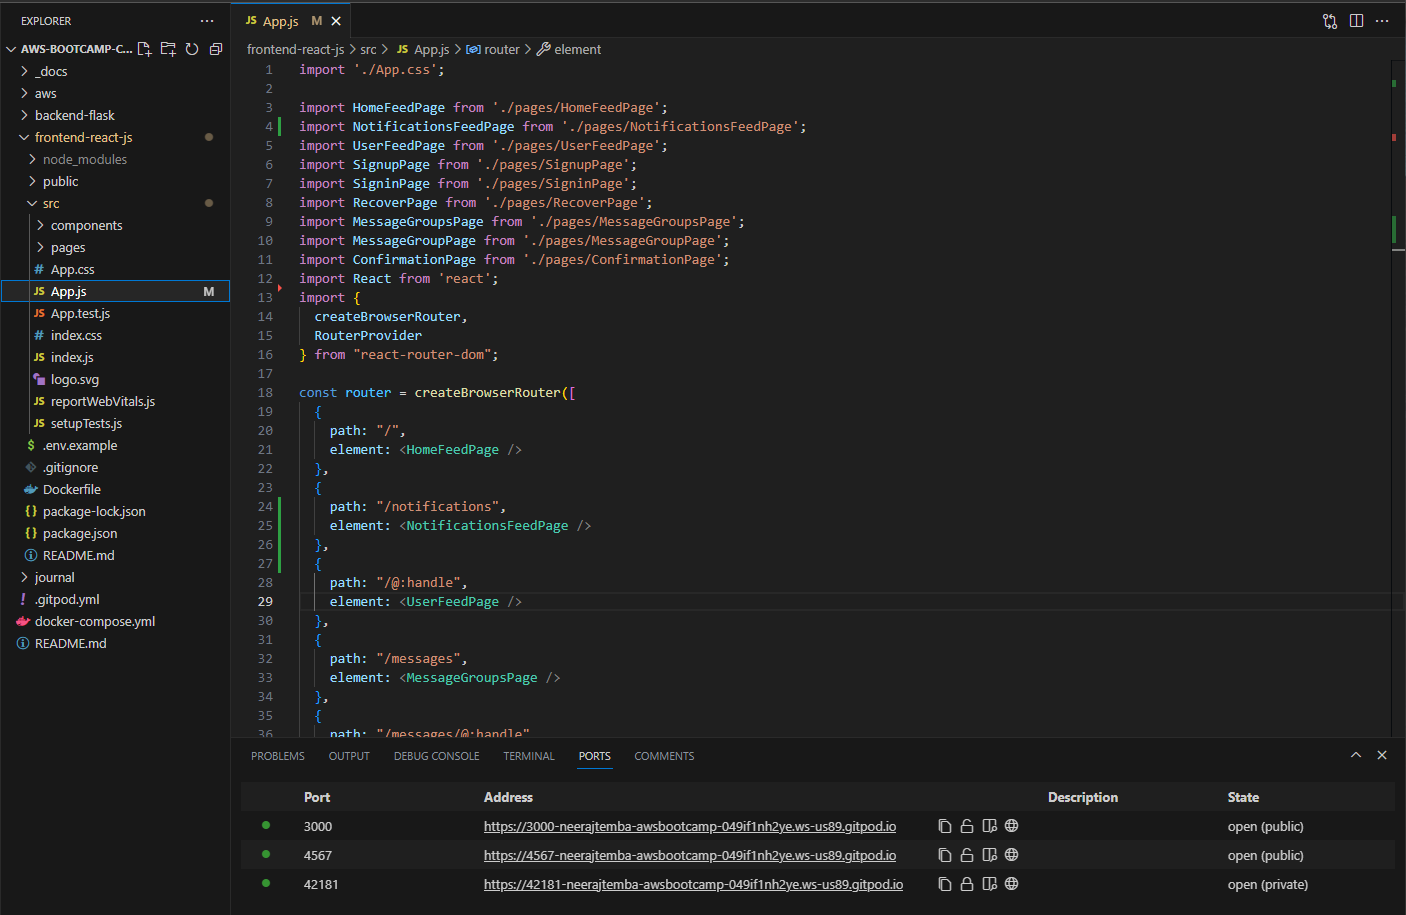 EXPLORER
AWS-BOOTCAMP-C...
_docs
aws
backend-flask
frontend-react-js
node_modules
public
src
components
pages
# App.css
JS App.js M
JS App.test.js
# index.css
JS index.js
logo.svg
JS reportWebVitals.js
JS setupTests.js
$ .env.example
.gitignore
Dockerfile
{} package-lock.json
{} package.json
README.md
journal
! .gitpod.yml
docker-compose.yml
README.md
JS App.js M
frontend-react-js > src > JS App.js > router > element
1 import './App.css';
2
3 import HomeFeedPage from './pages/HomeFeedPage';
4 import NotificationsFeedPage from './pages/NotificationsFeedPage';
5 import UserFeedPage from './pages/UserFeedPage';
6 import SignupPage from './pages/SignupPage';
7 import SigninPage from './pages/SigninPage';
8 import RecoverPage from './pages/RecoverPage';
9 import MessageGroupsPage from './pages/MessageGroupsPage';
10 import MessageGroupPage from './pages/MessageGroupPage';
11 import ConfirmationPage from './pages/ConfirmationPage';
12 import React from 'react';
13 import {
14 createBrowserRouter,
15 RouterProvider
16 } from "react-router-dom";
17
18 const router = createBrowserRouter([
19 {
20 path: "/",
21 element: <HomeFeedPage />
22 },
23 {
24 path: "/notifications",
25 element: <NotificationsFeedPage />
26 },
27 {
28 path: "/@:handle",
29 element: <UserFeedPage />
30 },
31 {
32 path: "/messages",
33 element: <MessageGroupsPage />
34 },
35 {
36 path: "/messages/@:handle"
PROBLEMS OUTPUT DEBUG CONSOLE TERMINAL PORTS COMMENTS
Port Address Description State
3000 https://3000-neerajtemba-awsbootcamp-049if1nh2ye.ws-us89.gitpod.io open (public)
4567 https://4567-neerajtemba-awsbootcamp-049if1nh2ye.ws-us89.gitpod.io open (public)
42181 https://42181-neerajtemba-awsbootcamp-049if1nh2ye.ws-us89.gitpod.io open (private)